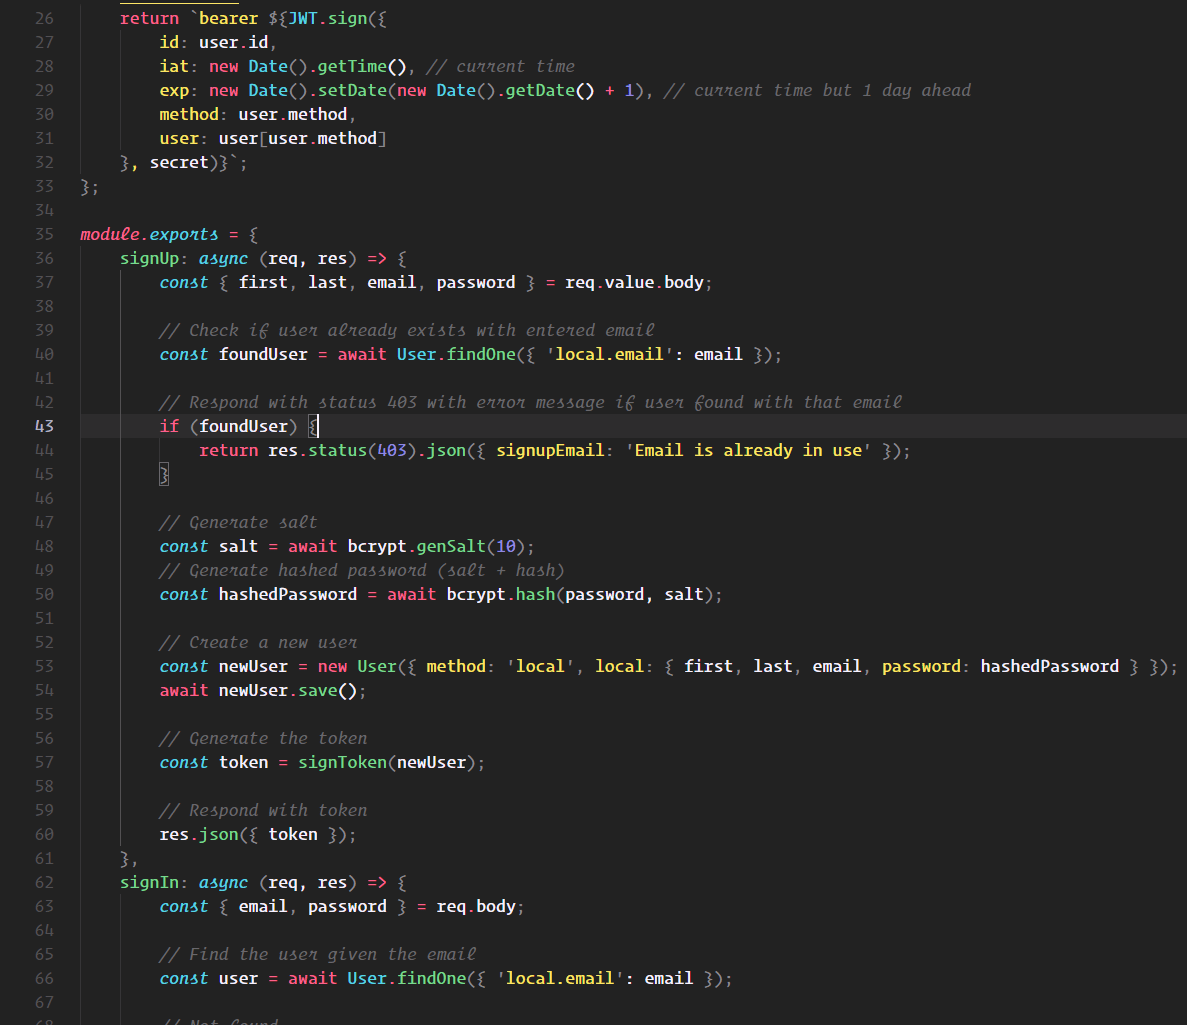 26 return `bearer ${JWT.sign({
27 id: user.id,
28 iat: new Date().getTime(), // current time
29 exp: new Date().setDate(new Date().getDate() + 1), // current time but 1 day ahead
30 method: user.method,
31 user: user[user.method]
32 }, secret)}`;
33 };
34
35 module.exports = {
36 signUp: async (req, res) => {
37 const { first, last, email, password } = req.value.body;
38
39 // Check if user already exists with entered email
40 const foundUser = await User.findOne({ 'local.email': email });
41
42 // Respond with status 403 with error message if user found with that email
43 if (foundUser) {
44 return res.status(403).json({ signupEmail: 'Email is already in use' });
45 }
46
47 // Generate salt
48 const salt = await bcrypt.genSalt(10);
49 // Generate hashed password (salt + hash)
50 const hashedPassword = await bcrypt.hash(password, salt);
51
52 // Create a new user
53 const newUser = new User({ method: 'local', local: { first, last, email, password: hashedPassword } });
54 await newUser.save();
55
56 // Generate the token
57 const token = signToken(newUser);
58
59 // Respond with token
60 res.json({ token });
61 },
62 signIn: async (req, res) => {
63 const { email, password } = req.body;
64
65 // Find the user given the email
66 const user = await User.findOne({ 'local.email': email });
67
68 // Not found